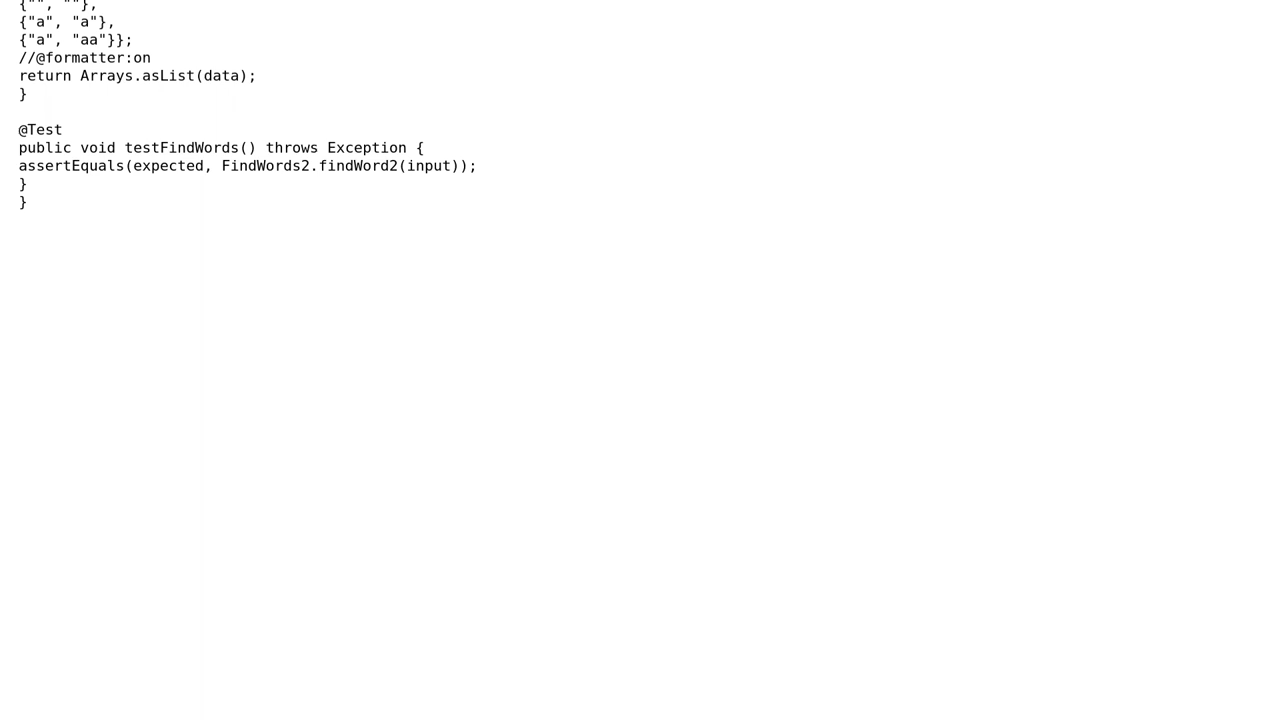 {"", ""},
{"a", "a"},
{"a", "aa"}};
//@formatter:on
return Arrays.asList(data);
}

@Test
public void testFindWords() throws Exception {
assertEquals(expected, FindWords2.findWord2(input));
}
}